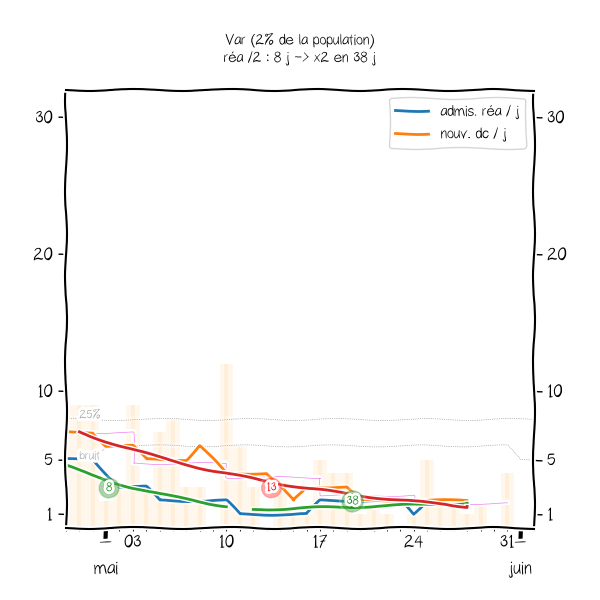 Var (2% de la population)
réa /2 : 8 j -> x2 en 38 j
admis. réa / j
nouv. dc / j
30 30
20 20
10 10
25%
5 5
bruit
8
13
38
1 1
03 10 17 24 31
mai juin